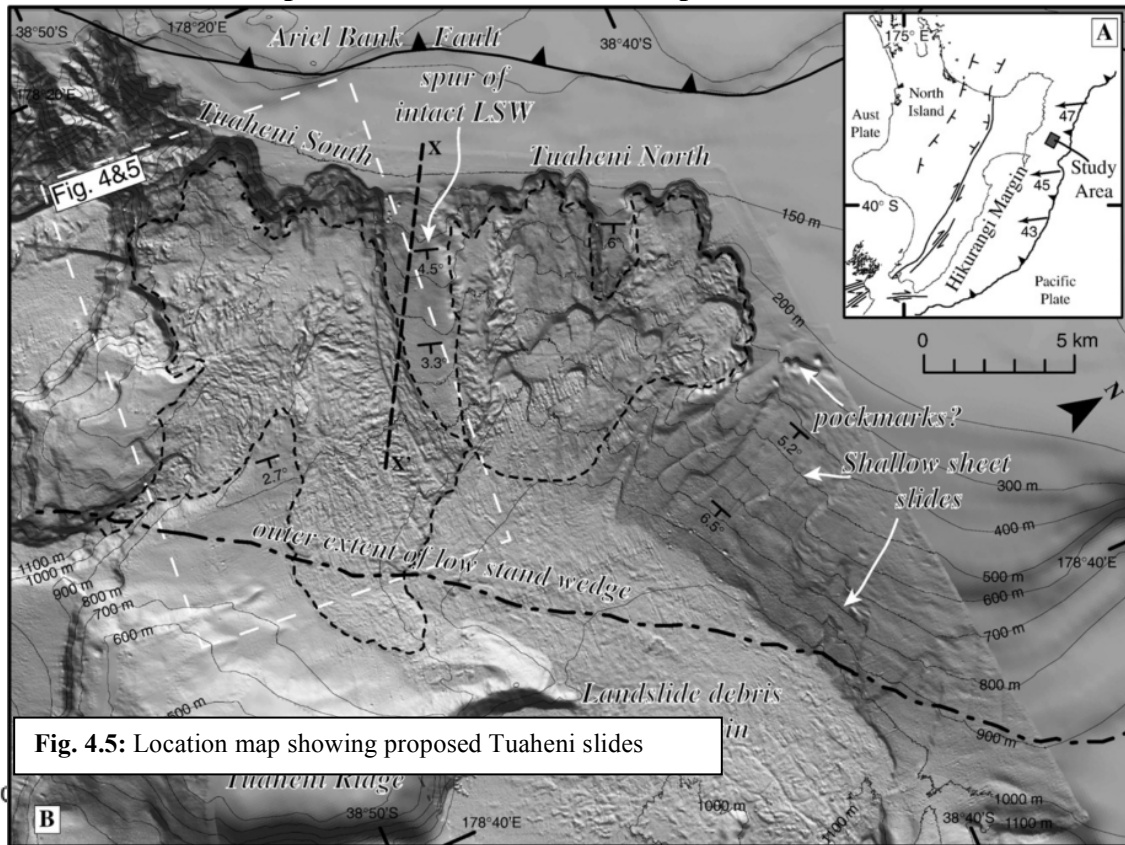 38°50'S
178°20'E
Ariel Bank Fault
38°40'S
178°20'E
spur of
intact LSW
Tuaheni South
X
Tuaheni North
Fig. 4&5
150 m
4.5°
6°
200 m
3.3°
A
175° E
North
Island
Aust
Plate
47
Study
Area
45
40° S
43
Hikurangi Margin
Pacific
Plate
0 5 km
N
pockmarks?
5.2°
X'
2.7°
Shallow sheet
slides
6.5°
300 m
400 m
178°40'E
500 m
600 m
700 m
800 m
900 m
outer extent of low stand wedge
1100 m
1000 m
900 m
800 m
700 m
600 m
500 m
Landslide debris
in
Fig. 4.5: Location map showing proposed Tuaheni slides
Tuaheni Ridge
B
38°50'S
178°40'E
1000 m
1100 m
38°40'S
1000 m
1100 m